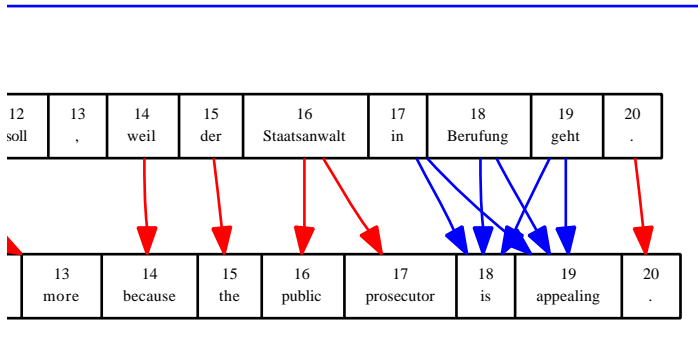 12 13 14 15 16 17 18 19 20
soll , weil der Staatsanwalt in Berufung geht .
13 14 15 16 17 18 19 20
more because the public prosecutor is appealing .